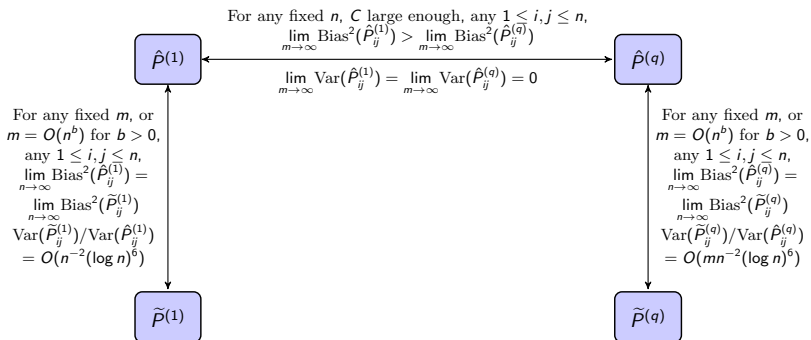 For any fixed n, C large enough, any 1 ≤ i, j ≤ n,
lim_{m→∞} Bias²(P̂_{ij}^{(1)}) > lim_{m→∞} Bias²(P̂_{ij}^{(q)})
P̂^{(1)}
P̂^{(q)}
lim_{m→∞} Var(P̂_{ij}^{(1)}) = lim_{m→∞} Var(P̂_{ij}^{(q)}) = 0
For any fixed m, or
m = O(n^b) for b > 0,
any 1 ≤ i, j ≤ n,
lim_{n→∞} Bias²(P̂_{ij}^{(1)}) =
lim_{n→∞} Bias²(P̃_{ij}^{(1)})
Var(P̃_{ij}^{(1)})/Var(P̂_{ij}^{(1)})
= O(n^{−2}(log n)^6)
For any fixed m, or
m = O(n^b) for b > 0,
any 1 ≤ i, j ≤ n,
lim_{n→∞} Bias²(P̂_{ij}^{(q)}) =
lim_{n→∞} Bias²(P̃_{ij}^{(q)})
Var(P̃_{ij}^{(q)})/Var(P̂_{ij}^{(q)})
= O(mn^{−2}(log n)^6)
P̃^{(1)}
P̃^{(q)}